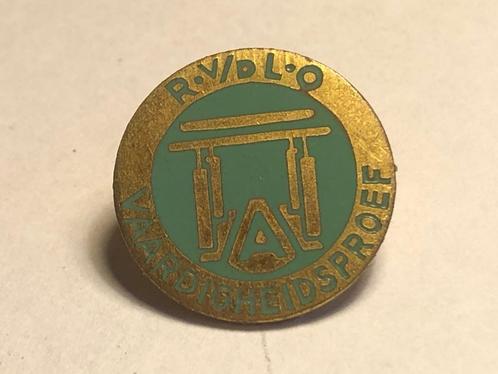 R·V/D L·O
A
VAARDIGHEIDSPROEF